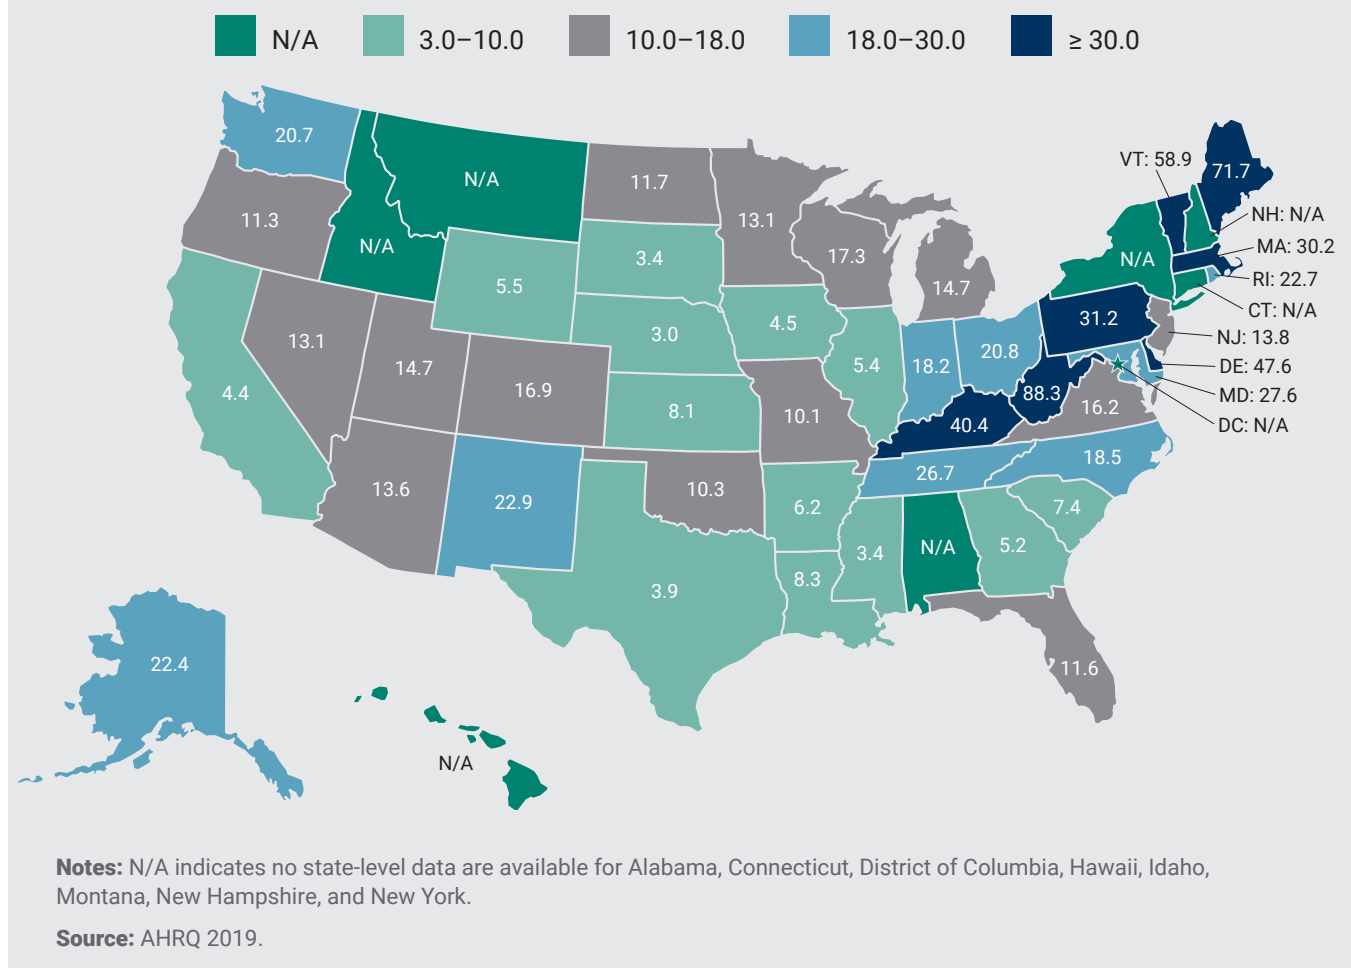 N/A 3.0–10.0 10.0–18.0 18.0–30.0 ≥ 30.0
20.7
VT: 58.9
71.7
N/A
11.7
11.3
13.1
NH: N/A
N/A
17.3
MA: 30.2
N/A
3.4
RI: 22.7
5.5
14.7
CT: N/A
31.2
4.5
3.0
NJ: 13.8
13.1
20.8
DE: 47.6
14.7
5.4
18.2
16.9
88.3
MD: 27.6
4.4
16.2
8.1
10.1
40.4
DC: N/A
18.5
26.7
13.6
10.3
22.9
6.2
7.4
N/A
5.2
3.4
8.3
3.9
22.4
11.6
N/A
Notes: N/A indicates no state-level data are available for Alabama, Connecticut, District of Columbia, Hawaii, Idaho,
Montana, New Hampshire, and New York.
Source: AHRQ 2019.